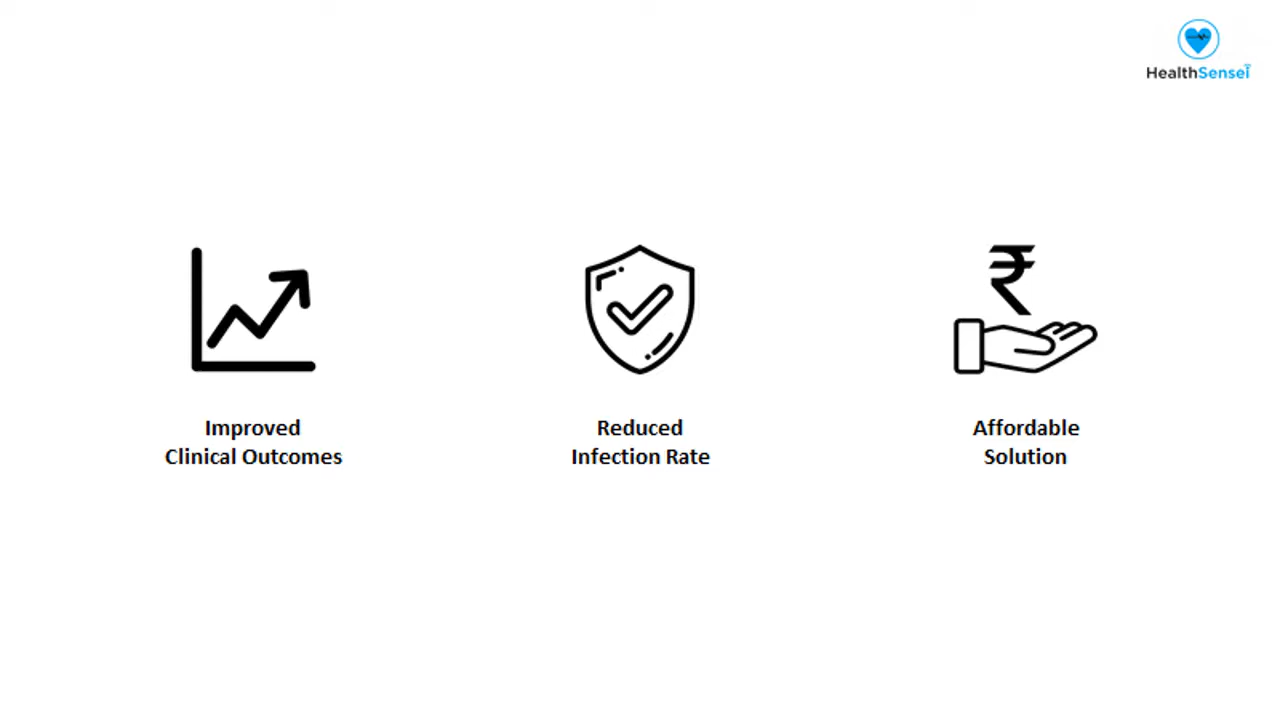 HealthSensei
Improved
Clinical Outcomes
Reduced
Infection Rate
₹
Affordable
Solution